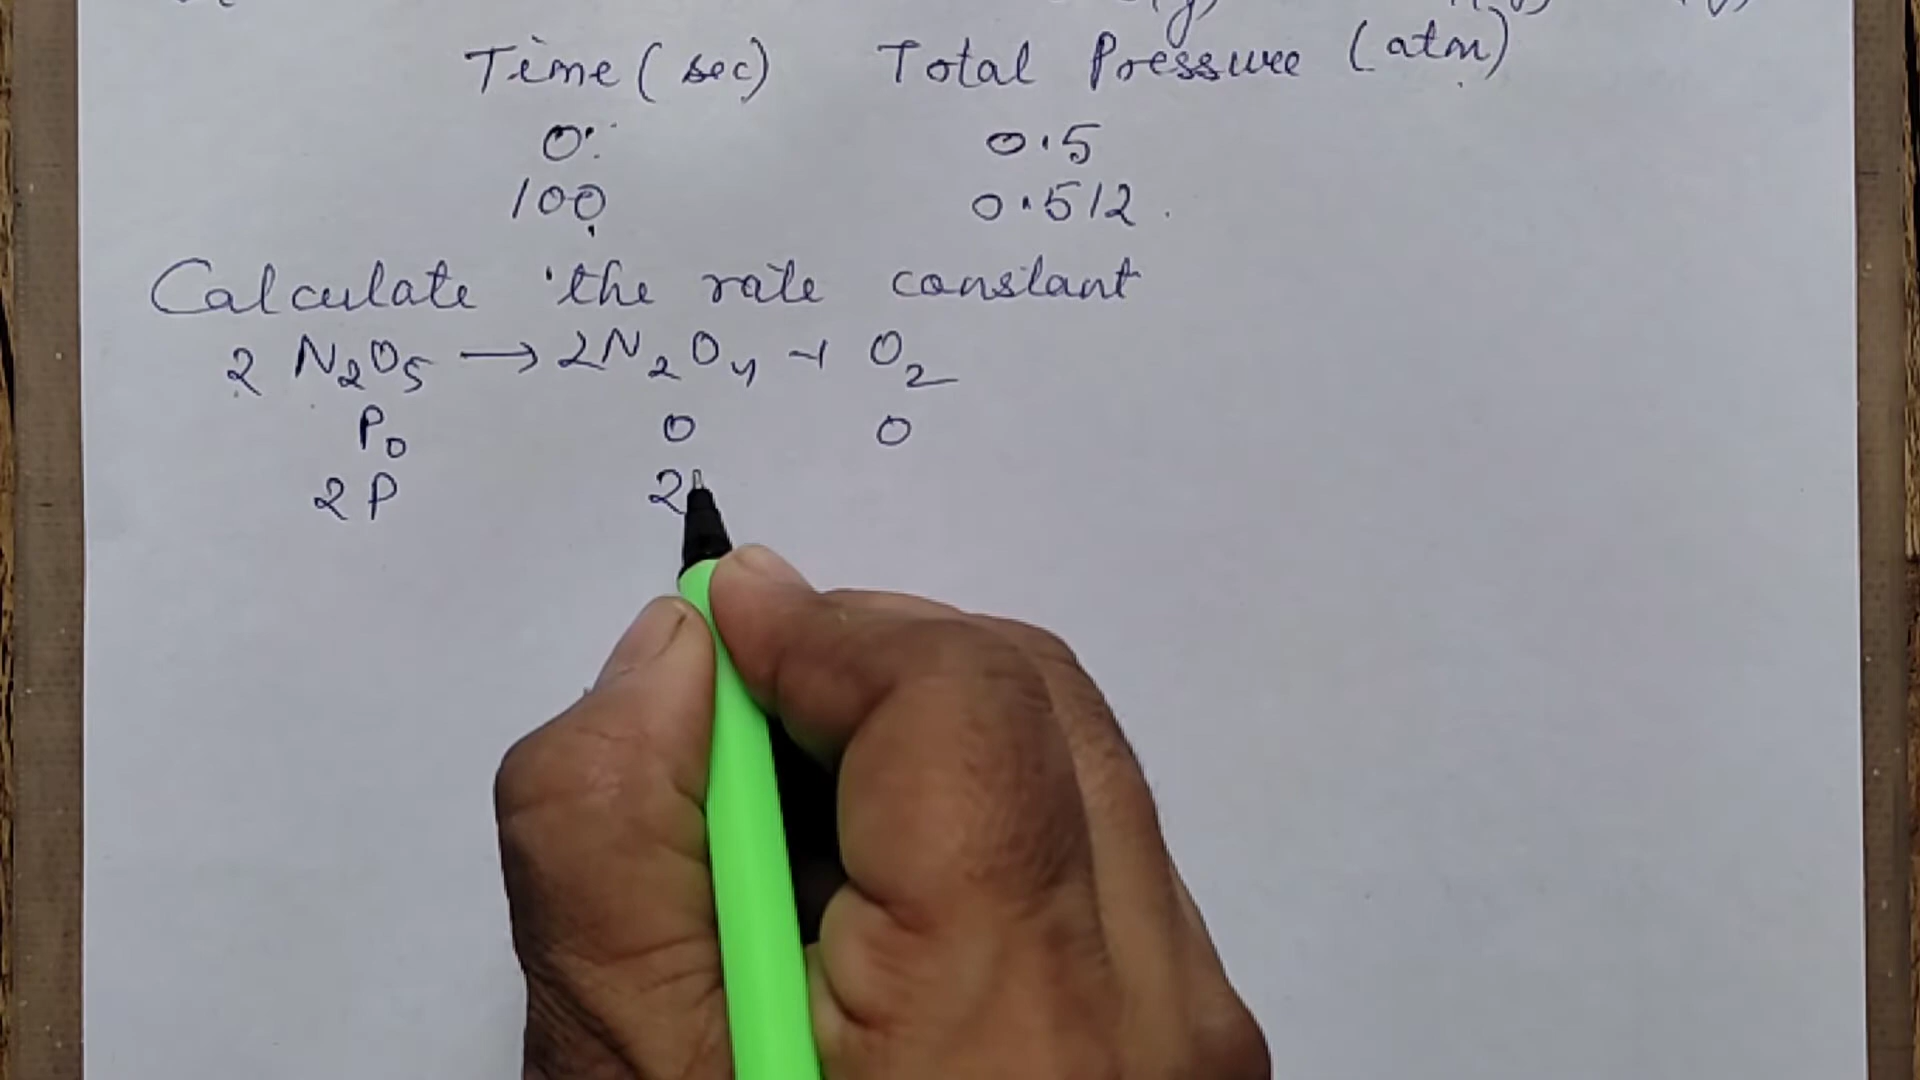 Time (sec) Total Pressure (atm)
0 0.5
100 0.512
Calculate the rate constant
2 N₂O₅ → 2N₂O₄ + O₂
P₀ 0 0
2P 2